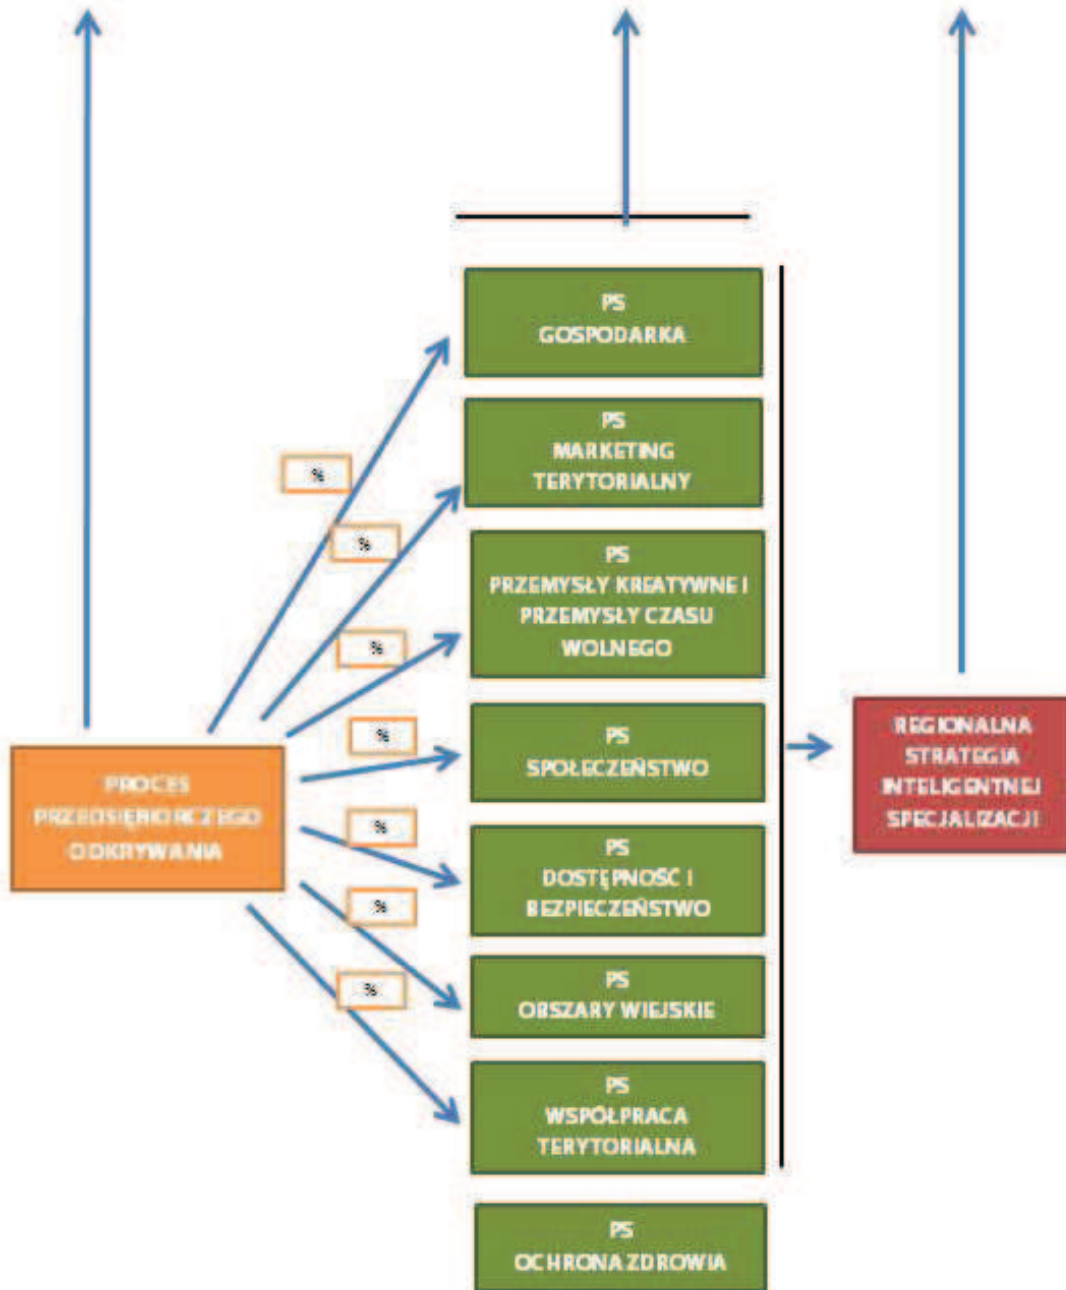 PS
GOSPODARKA
%
PS
MARKETING
TERYTORIALNY
%
PS
PRZEMYSŁY KREATYWNE I
PRZEMYSŁY CZASU
WOLNEGO
%
PS
SPOŁECZEŃSTWO
%
REGIONALNA
STRATEGIA
INTELIGENTNEJ
SPECJALIZACJI
PROCES
PRZEDSIĘBIORCZEGO
ODKRYWANIA
%
PS
DOSTĘPNOŚĆ I
BEZPIECZEŃSTWO
%
PS
OBSZARY WIEJSKIE
%
PS
WSPÓŁPRACA
TERYTORIALNA
PS
OCHRONA ZDROWIA